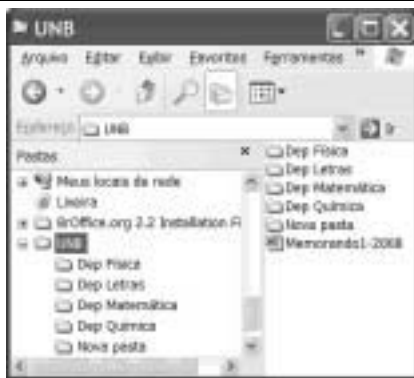 UNB
Arquivo Editar Exibir Favoritos Ferramentas »
Endereço UNB Ir
Pastas ×
Meus locais de rede
Lixeira
BrOffice.org 2.2 Installation Fi
UNB
Dep Física
Dep Letras
Dep Matemática
Dep Química
Nova pasta
Dep Física
Dep Letras
Dep Matemática
Dep Química
Nova pasta
Memorando1-2008